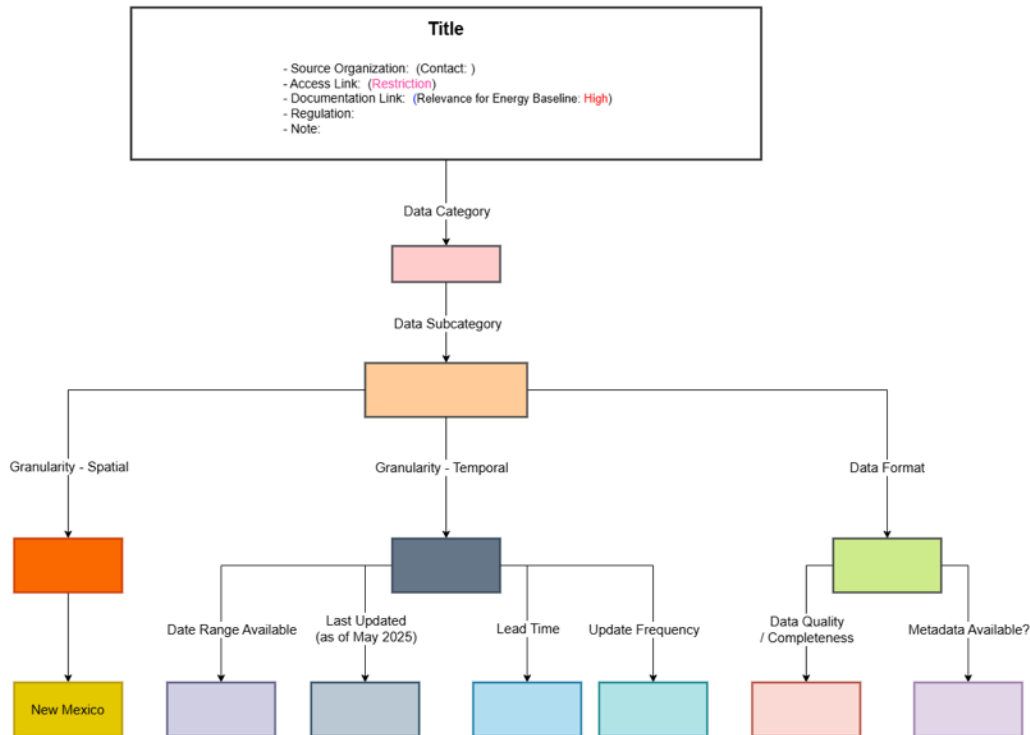 Title
- Source Organization:  (Contact: )
- Access Link:  (Restriction)
- Documentation Link:  (Relevance for Energy Baseline: High)
- Regulation:
- Note:
Data Category
Data Subcategory
Granularity - Spatial
Granularity - Temporal
Data Format
Date Range Available
Last Updated
(as of May 2025)
Lead Time
Update Frequency
Data Quality
/ Completeness
Metadata Available?
New Mexico